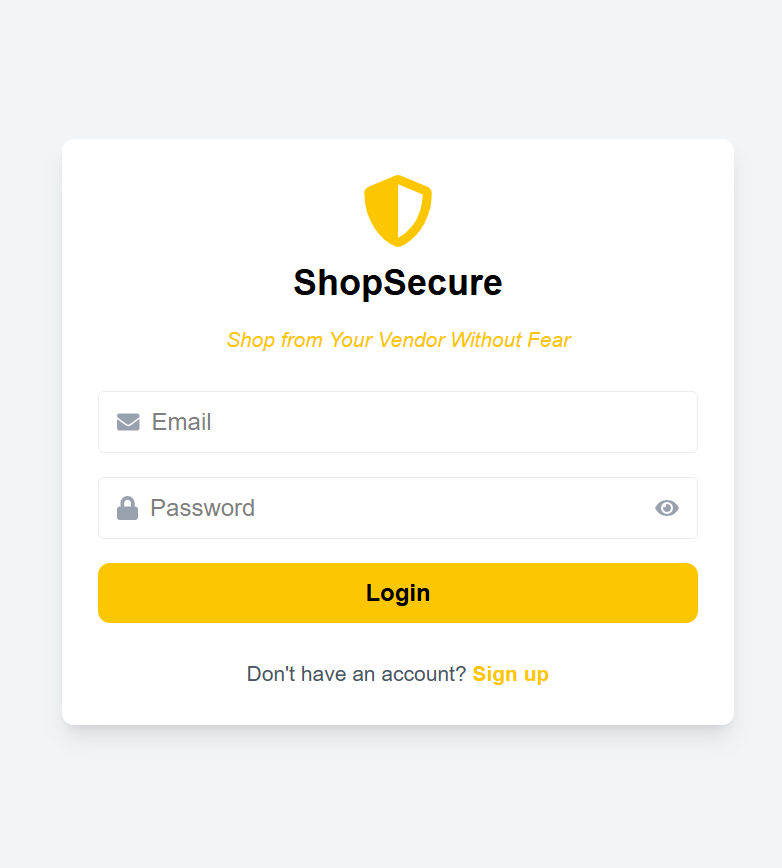 ShopSecure
Shop from Your Vendor Without Fear
Email
Password
Login
Don't have an account? Sign up